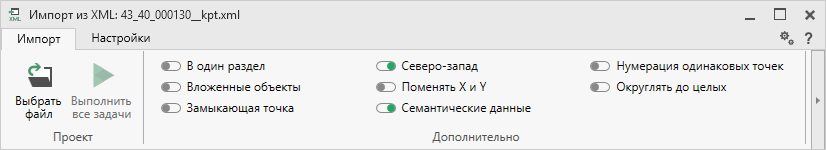 Импорт из XML: 43_40_000130__kpt.xml
Импорт
Настройки
?
XML
Выбрать файл
Выполнить все задачи
Проект
В один раздел
Вложенные объекты
Замыкающая точка
Северо-запад
Поменять X и Y
Семантические данные
Нумерация одинаковых точек
Округлять до целых
Дополнительно